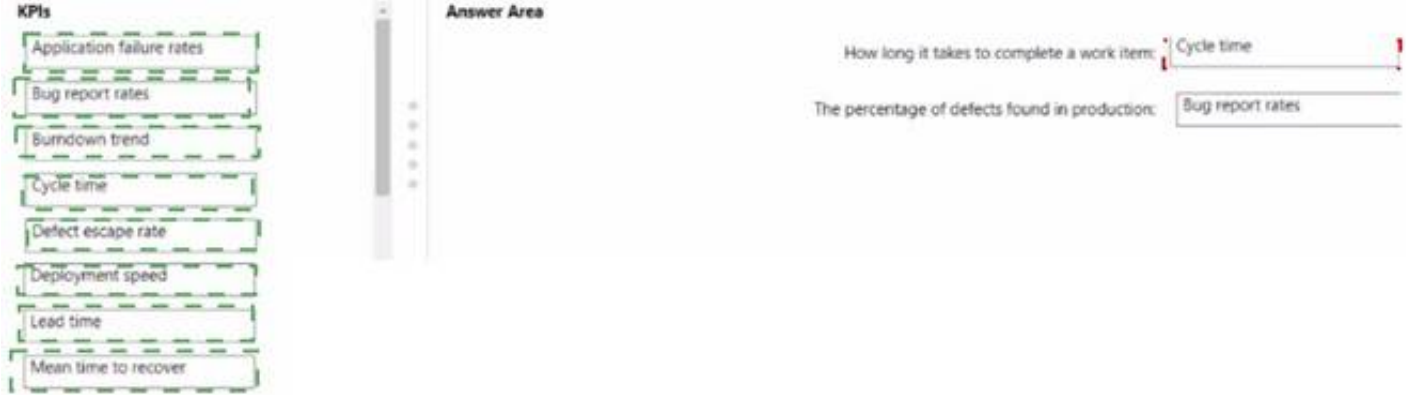 KPIs
Application failure rates
Bug report rates
Burndown trend
Cycle time
Defect escape rate
Deployment speed
Lead time
Mean time to recover
Answer Area
How long it takes to complete a work item: Cycle time
The percentage of defects found in production: Bug report rates